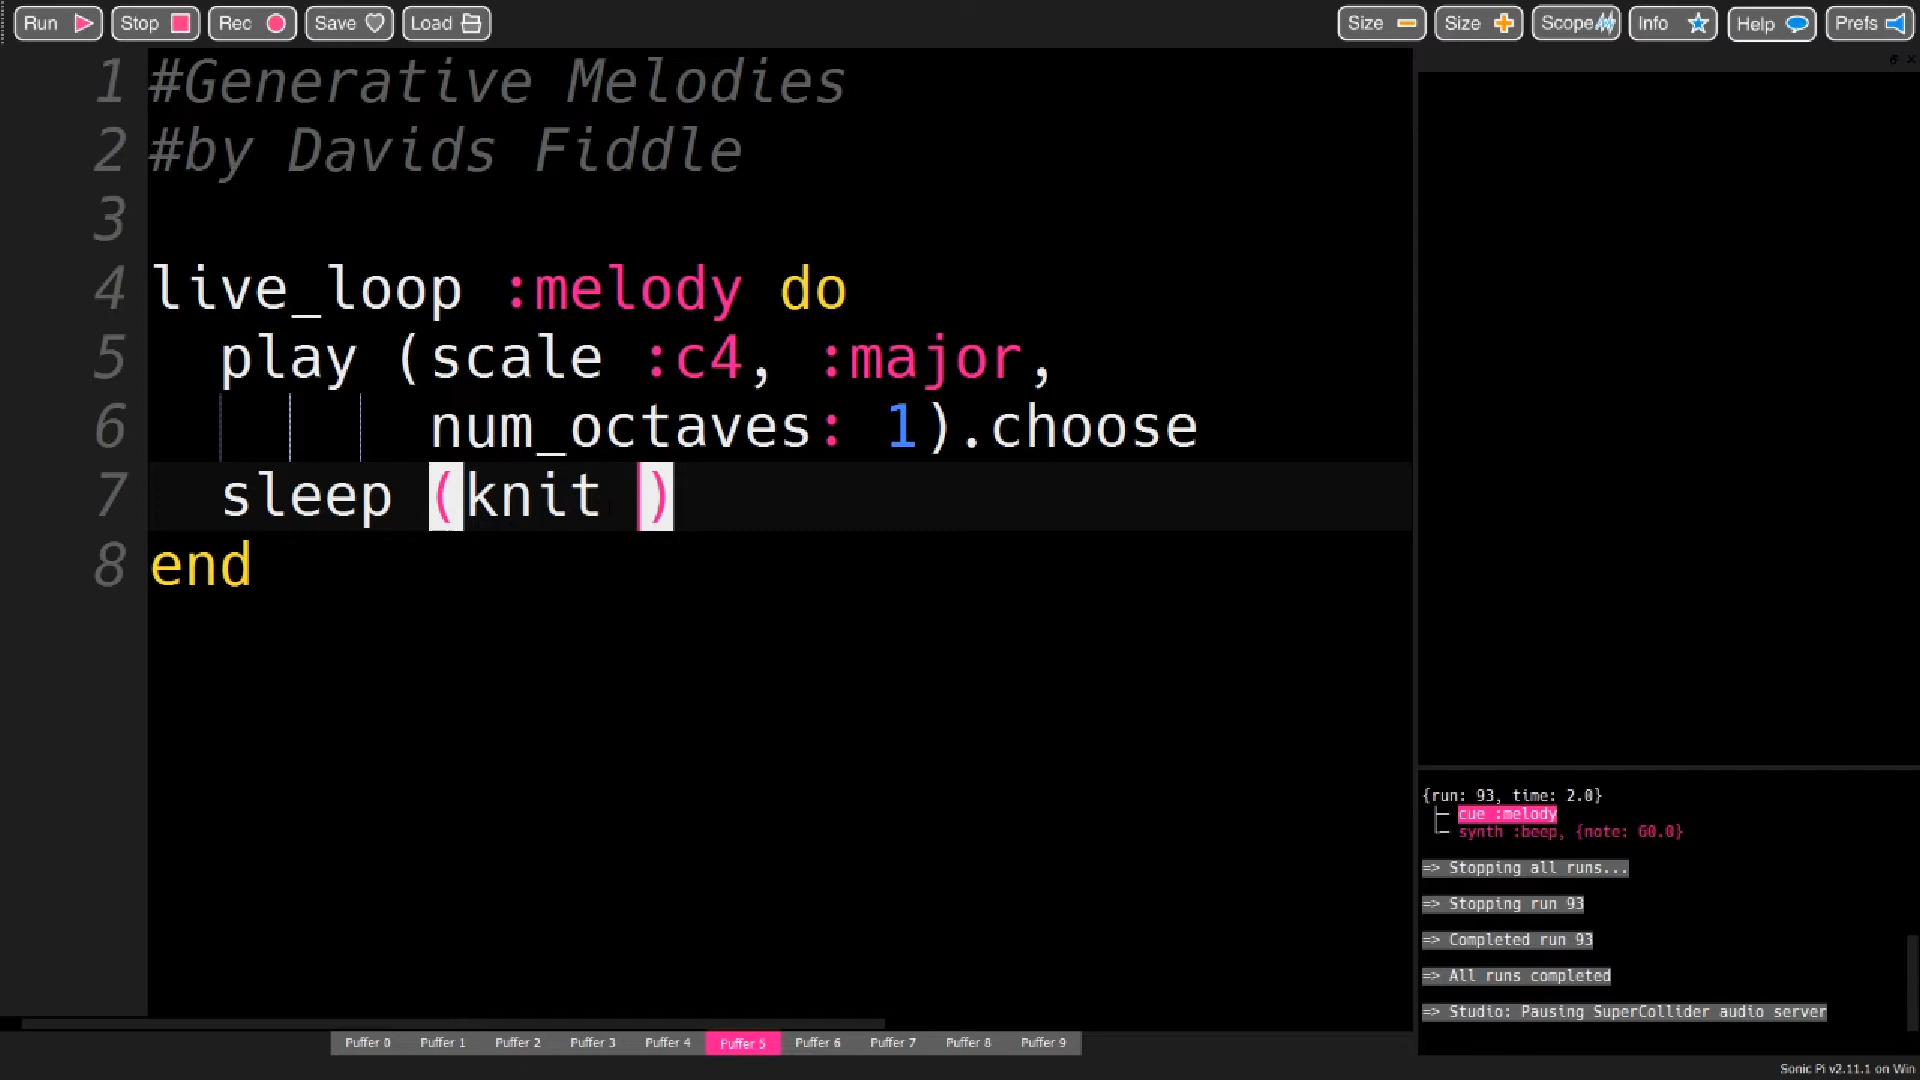 Run Stop Rec Save Load Size Size Scope Info Help Prefs
1 #Generative Melodies
2 #by Davids Fiddle
3
4 live_loop :melody do
5 play (scale :c4, :major,
6 num_octaves: 1).choose
7 sleep (knit )
8 end
{run: 93, time: 2.0}
cue :melody
synth :beep, {note: 60.0}
=> Stopping all runs...
=> Stopping run 93
=> Completed run 93
=> All runs completed
=> Studio: Pausing SuperCollider audio server
Puffer 0 Puffer 1 Puffer 2 Puffer 3 Puffer 4 Puffer 5 Puffer 6 Puffer 7 Puffer 8 Puffer 9
Sonic Pi v2.11.1 on Win